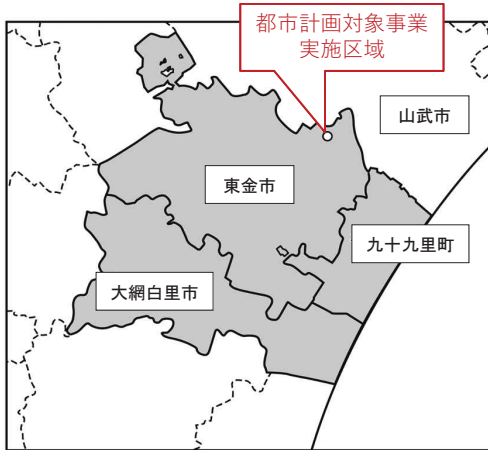 都市計画対象事業
実施区域
山武市
東金市
九十九里町
大網白里市